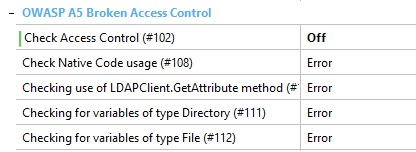 OWASP A5 Broken Access Control
Check Access Control (#102) Off
Check Native Code usage (#108) Error
Checking use of LDAPClient.GetAttribute method (# Error
Checking for variables of type Directory (#111) Error
Checking for variables of type File (#112) Error